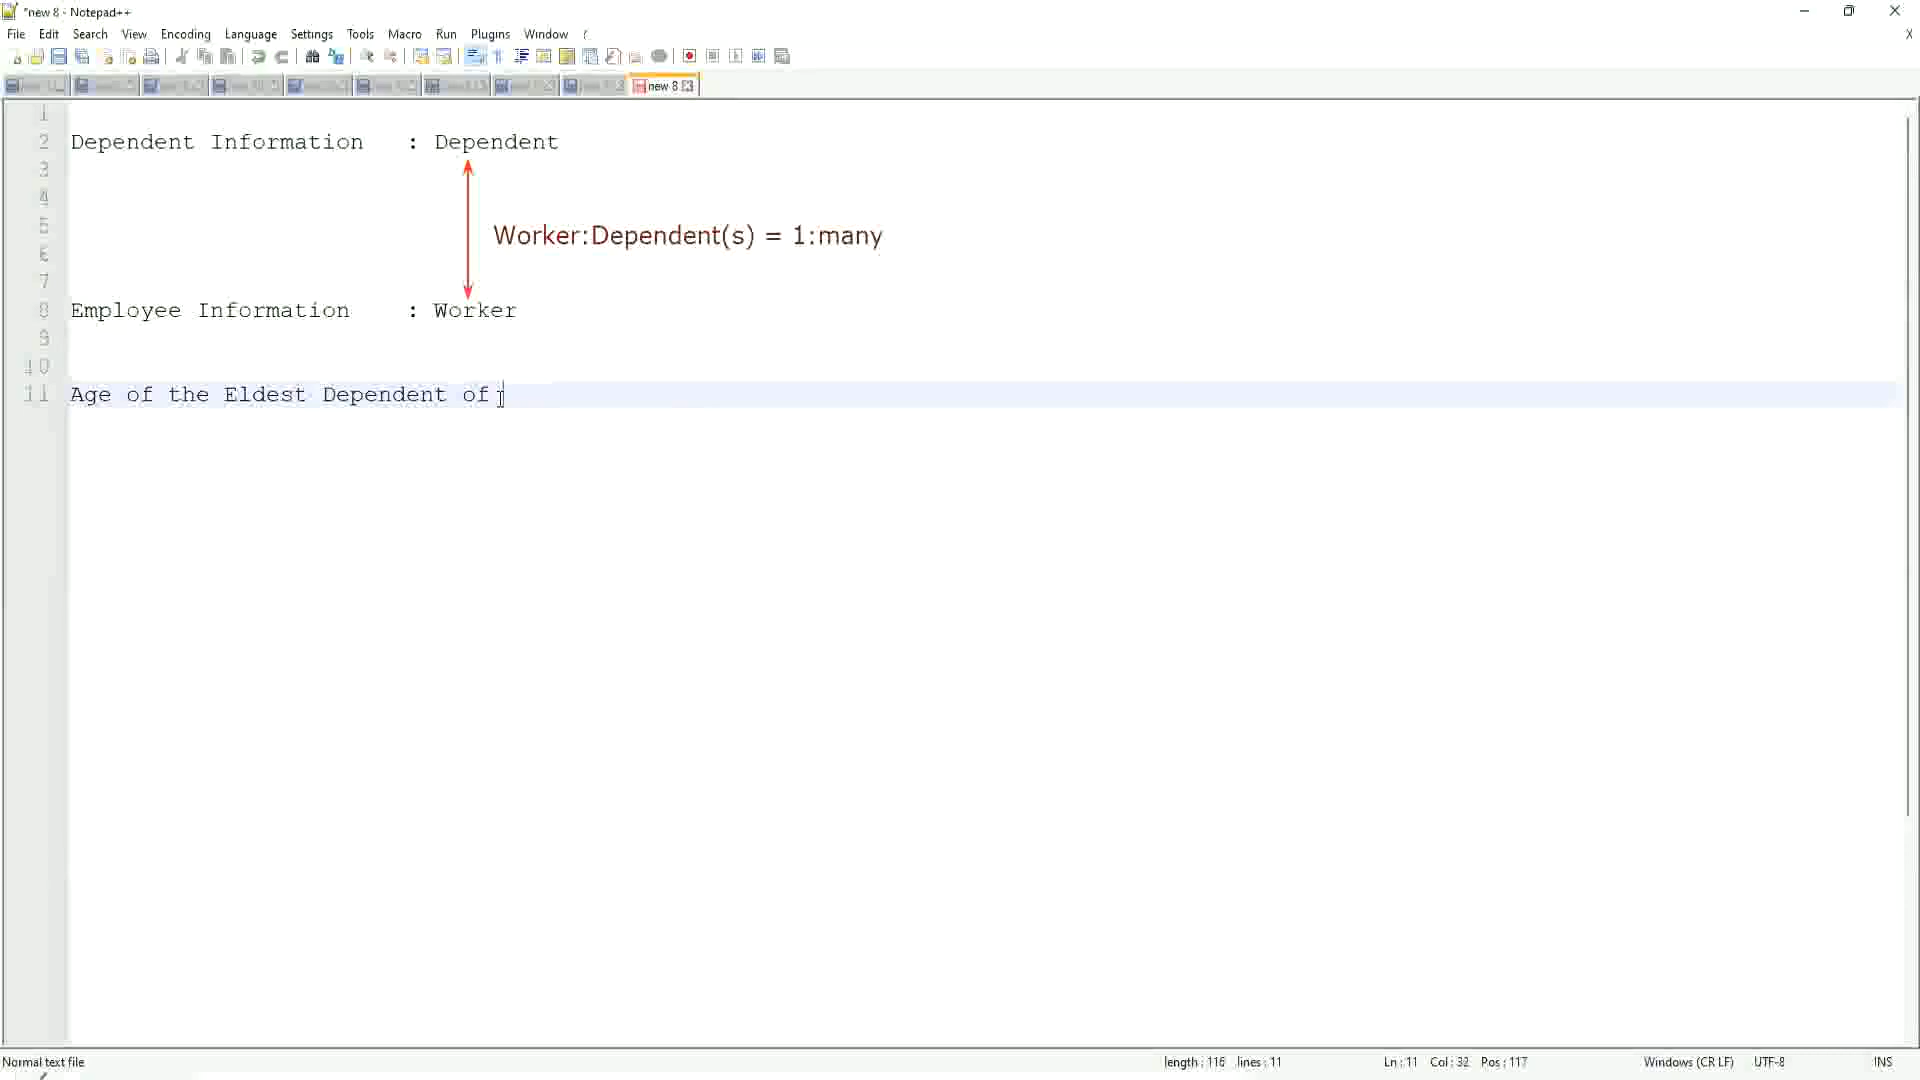 *new 8 - Notepad++
File Edit Search View Encoding Language Settings Tools Macro Run Plugins Window
X
new 8
1
2 Dependent Information : Dependent
3
4
5 Worker:Dependent(s) = 1:many
6
7
8 Employee Information : Worker
9
10
11 Age of the Eldest Dependent of
Normal text file length : 116 lines : 11 Ln : 11 Col : 32 Pos : 117 Windows (CR LF) UTF-8 INS